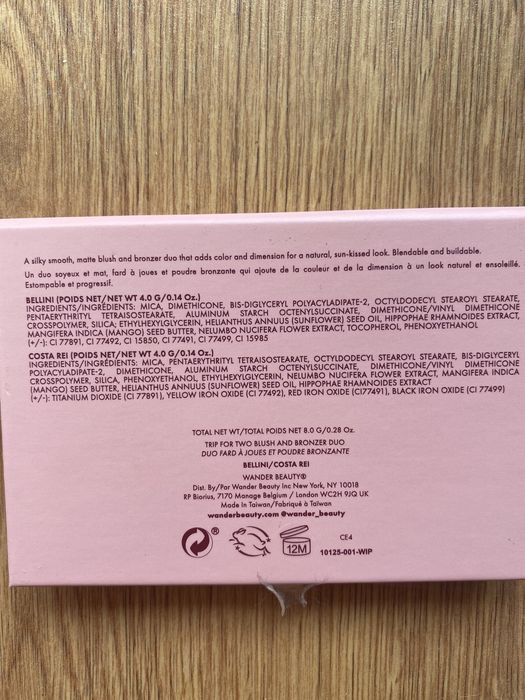 A silky smooth, matte blush and bronzer duo that adds color and dimension for a natural, sun-kissed look. Blendable and buildable.
Un duo soyeux et mat, fard à joues et poudre bronzante qui ajoute de la couleur et de la dimension à un look naturel et ensoleillé.
Estompable et progressif.
BELLINI (POIDS NET/NET WT 4.0 G/0.14 Oz.)
INGREDIENTS/INGRÉDIENTS: MICA, DIMETHICONE, BIS-DIGLYCERYL POLYACYLADIPATE-2, OCTYLDODECYL STEAROYL STEARATE,
PENTAERYTHRITYL TETRAISOSTEARATE, ALUMINUM STARCH OCTENYLSUCCINATE, DIMETHICONE/VINYL DIMETHICONE
CROSSPOLYMER, SILICA; ETHYLHEXYLGLYCERIN, HELIANTHUS ANNUUS (SUNFLOWER) SEED OIL, HIPPOPHAE RHAMNOIDES EXTRACT,
MANGIFERA INDICA (MANGO) SEED BUTTER, NELUMBO NUCIFERA FLOWER EXTRACT, TOCOPHEROL, PHENOXYETHANOL
(+/-): CI 77891, CI 77492, CI 15850, CI 77491, CI 77499, CI 15985
COSTA REI (POIDS NET/NET WT 4.0 G/0.14 Oz.)
INGREDIENTS/INGRÉDIENTS: MICA, PENTAERYTHRITYL TETRAISOSTEARATE, OCTYLDODECYL STEAROYL STEARATE, BIS-DIGLYCERYL
POLYACYLADIPATE-2, DIMETHICONE, ALUMINUM STARCH OCTENYLSUCCINATE, DIMETHICONE/VINYL DIMETHICONE
CROSSPOLYMER, SILICA, PHENOXYETHANOL, ETHYLHEXYLGLYCERIN, NELUMBO NUCIFERA FLOWER EXTRACT, MANGIFERA INDICA
(MANGO) SEED BUTTER, HELIANTHUS ANNUUS (SUNFLOWER) SEED OIL, HIPPOPHAE RHAMNOIDES EXTRACT
(+/-): TITANIUM DIOXIDE (CI 77891), YELLOW IRON OXIDE (CI 77492), RED IRON OXIDE (CI77491), BLACK IRON OXIDE (CI 77499)
TOTAL NET WT/TOTAL POIDS NET 8.0 G/0.28 Oz.
TRIP FOR TWO BLUSH AND BRONZER DUO
DUO FARD À JOUES ET POUDRE BRONZANTE
BELLINI/COSTA REI
WANDER BEAUTY®
Dist. By/Par Wander Beauty Inc New York, NY 10018
RP Biorius, 7170 Manage Belgium / London WC2H 9JQ UK
Made In Taiwan/Fabriqué à Taïwan
wanderbeauty.com @wander_beauty
12M
CE4
10125-001-WIP